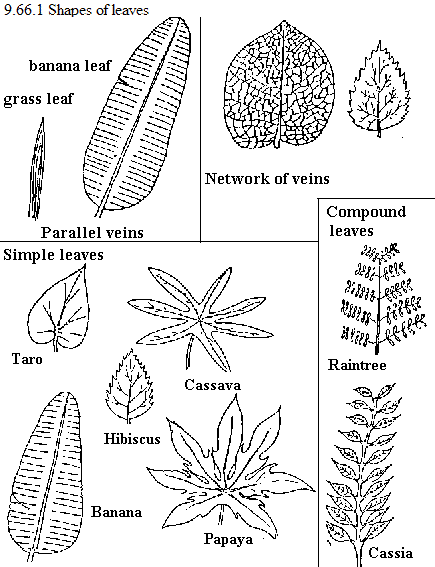 9.66.1 Shapes of leaves
banana leaf
grass leaf
Parallel veins
Network of veins
Simple leaves
Taro
Cassava
Hibiscus
Banana
Papaya
Compound
leaves
Raintree
Cassia